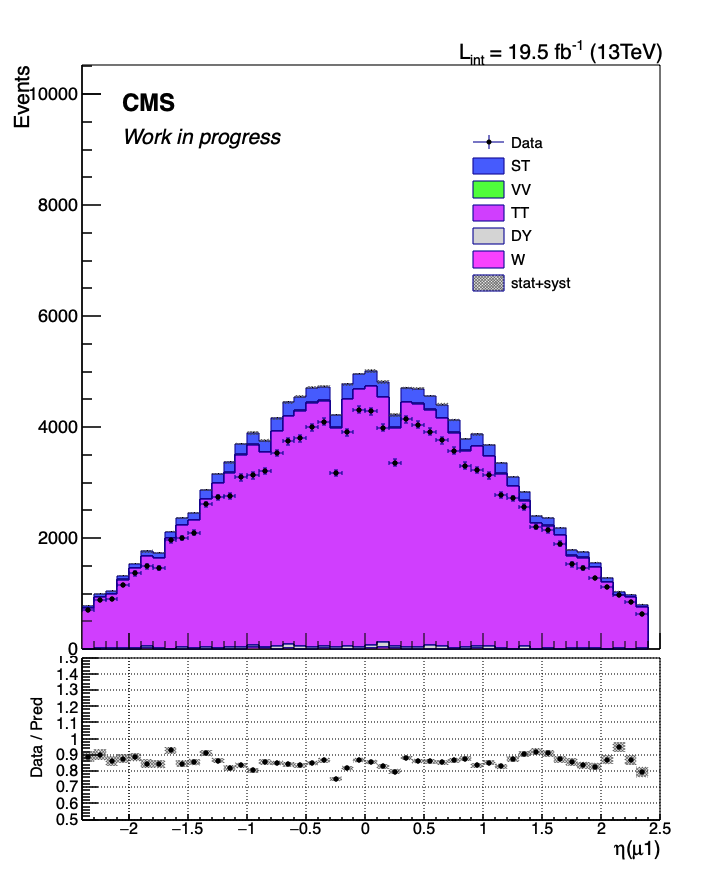 L_int = 19.5 fb⁻¹ (13TeV)
Events
10000
8000
6000
4000
2000
0
CMS
Work in progress
Data
ST
VV
TT
DY
W
stat+syst
Data / Pred
1.5
1.4
1.3
1.2
1.1
1
0.9
0.8
0.7
0.6
0.5
−2 −1.5 −1 −0.5 0 0.5 1 1.5 2 2.5
η(μ1)